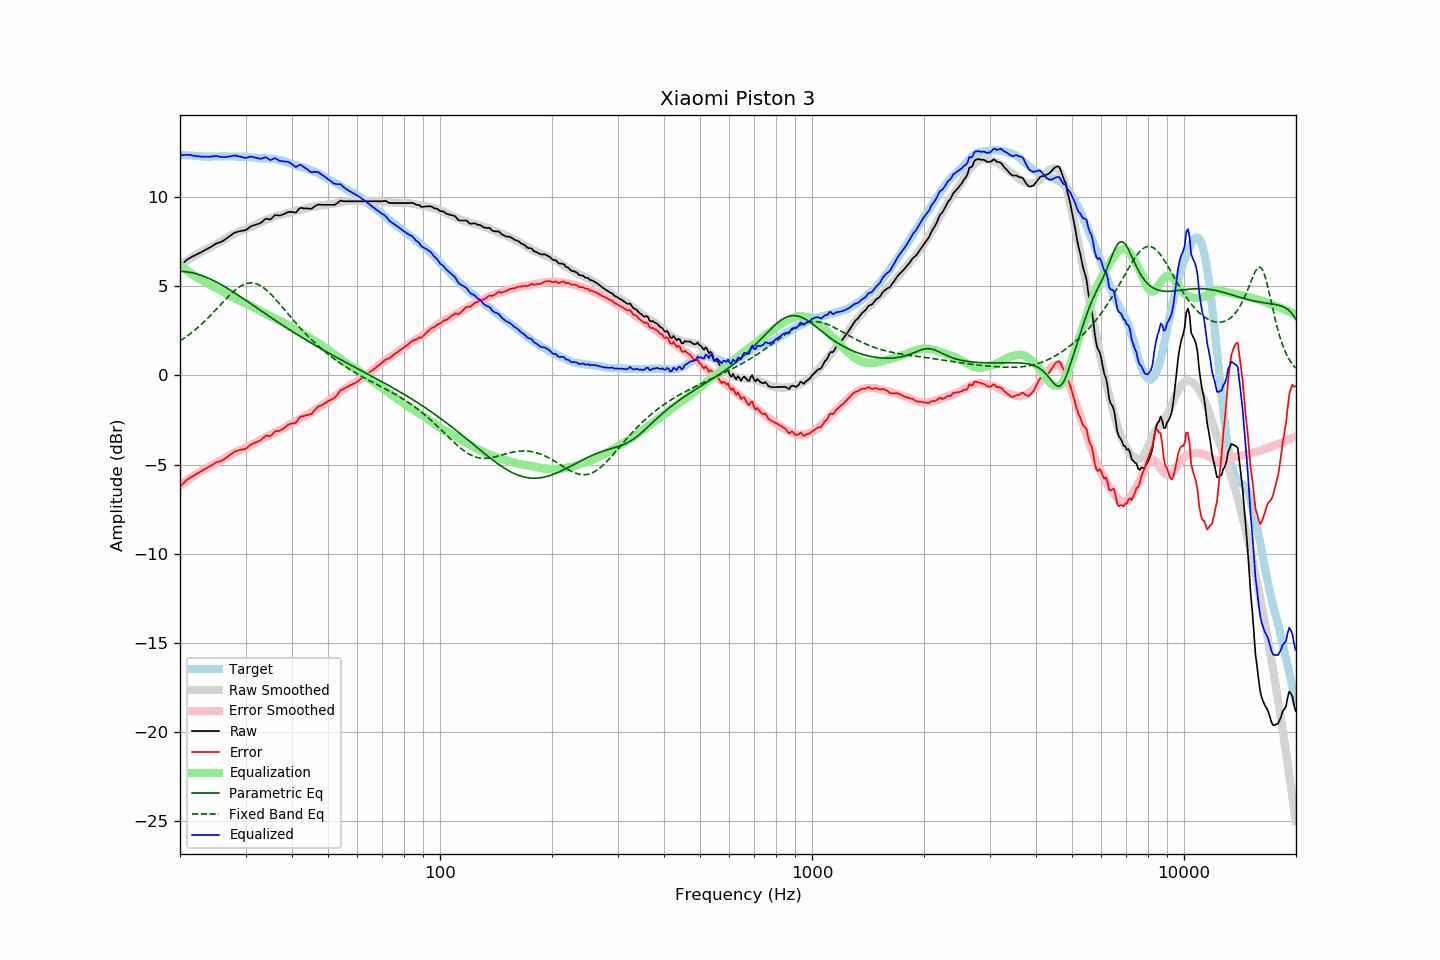 Xiaomi Piston 3
Amplitude (dBr)
10
5
0
−5
−10
−15
−20
−25
Target
Raw Smoothed
Error Smoothed
Raw
Error
Equalization
Parametric Eq
Fixed Band Eq
Equalized
100
1000
10000
Frequency (Hz)